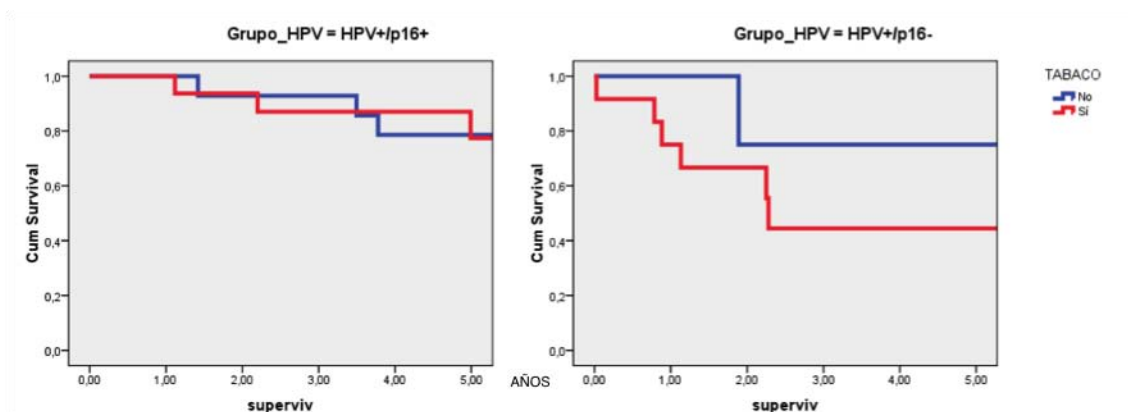 Grupo_HPV = HPV+/p16+
Cum Survival
1,0
0,8
0,6
0,4
0,2
0,0
0,00 1,00 2,00 3,00 4,00 5,00
superviv
AÑOS
Grupo_HPV = HPV+/p16-
Cum Survival
1,0
0,8
0,6
0,4
0,2
0,0
0,00 1,00 2,00 3,00 4,00 5,00
superviv
TABACO
No
Sí